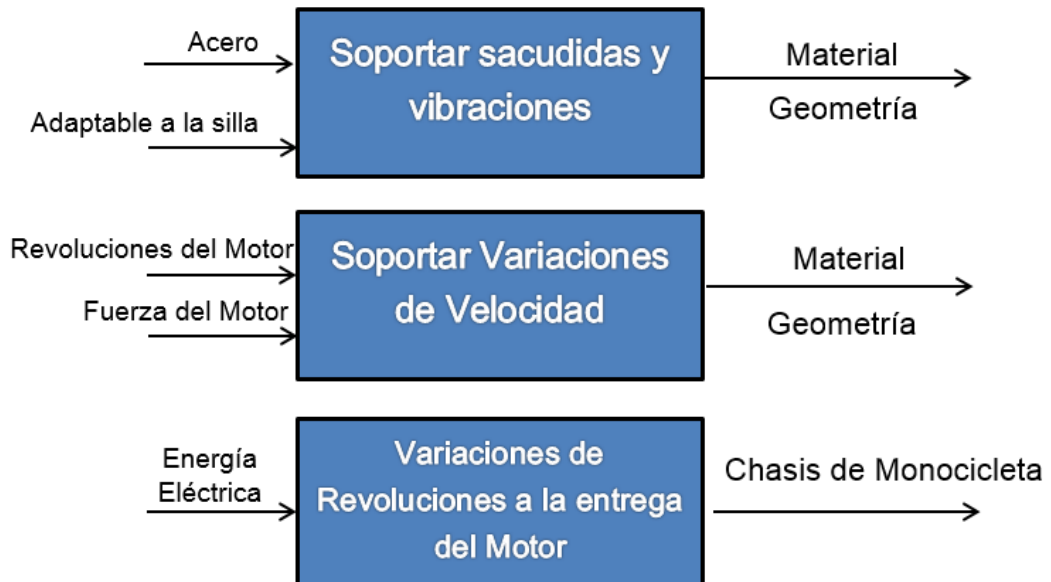 Acero
Adaptable a la silla
Soportar sacudidas y
vibraciones
Material
Geometría
Revoluciones del Motor
Fuerza del Motor
Soportar Variaciones
de Velocidad
Material
Geometría
Energía
Eléctrica
Variaciones de
Revoluciones a la entrega
del Motor
Chasis de Monocicleta